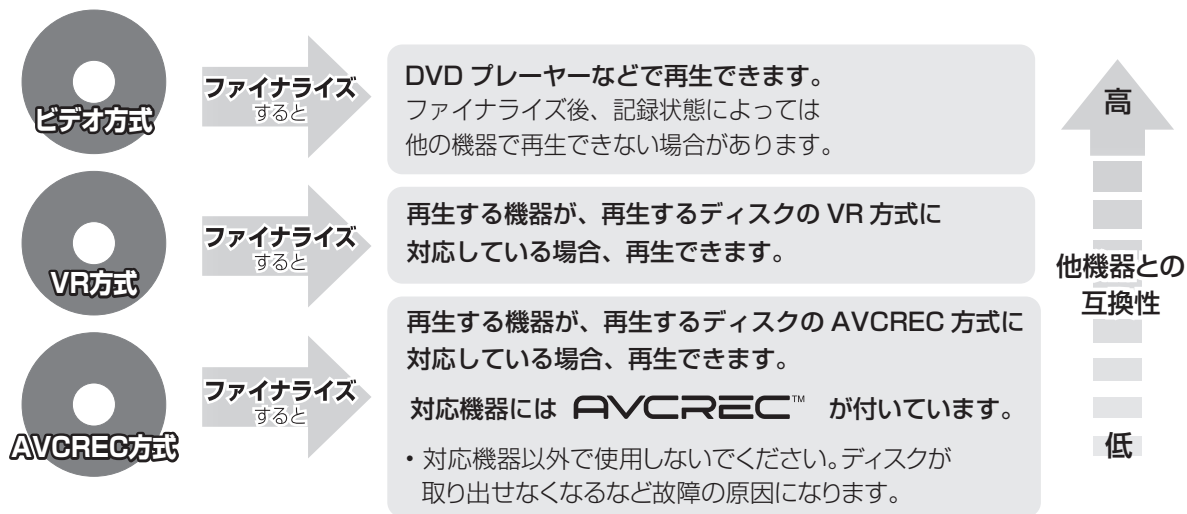 ビデオ方式
ファイナライズ
すると
DVD プレーヤーなどで再生できます。
ファイナライズ後、記録状態によっては
他の機器で再生できない場合があります。
VR方式
ファイナライズ
すると
再生する機器が、再生するディスクの VR 方式に
対応している場合、再生できます。
AVCREC方式
ファイナライズ
すると
再生する機器が、再生するディスクの AVCREC 方式に
対応している場合、再生できます。
対応機器には AVCREC™ が付いています。
・対応機器以外で使用しないでください。ディスクが
取り出せなくなるなど故障の原因になります。
高
他機器との
互換性
低